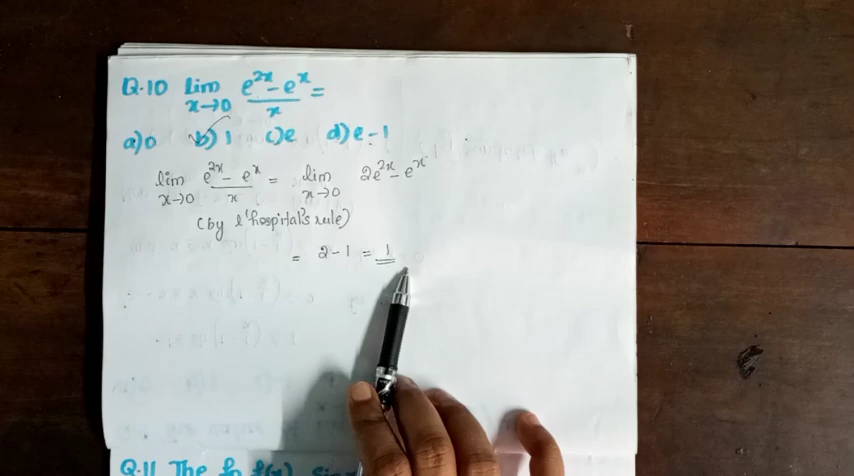 Q.10 lim x→0 e^2x - e^x / x =
a) 0 b) 1 c) e d) e-1
lim x→0 e^2x - e^x / x = lim x→0 2e^2x - e^x
(by l'hospital's rule)
= 2-1 = 1
Q.11 The fn f(x)